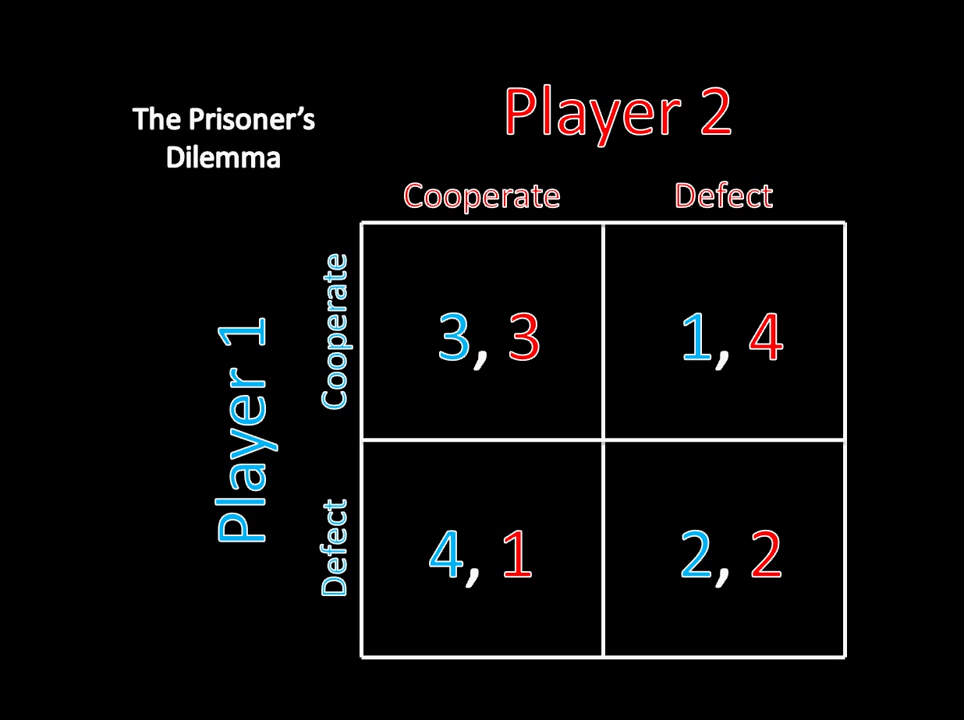 The Prisoner’s
Dilemma
Player 2
Cooperate Defect
Player 1
Cooperate
3, 3 1, 4
Defect
4, 1 2, 2